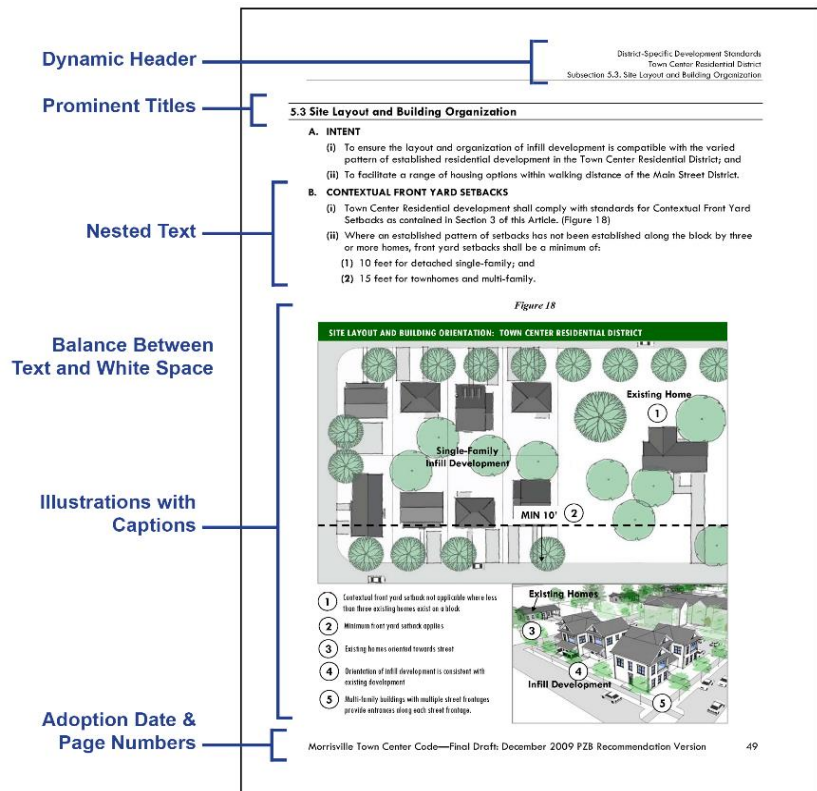 Dynamic Header
District-Specific Development Standards
Town Center Residential District
Subsection 5.3. Site Layout and Building Organization
Prominent Titles
5.3 Site Layout and Building Organization
A. INTENT
(i) To ensure the layout and organization of infill development is compatible with the varied
pattern of established residential development in the Town Center Residential District; and
(ii) To facilitate a range of housing options within walking distance of the Main Street District.
Nested Text
B. CONTEXTUAL FRONT YARD SETBACKS
(i) Town Center Residential development shall comply with standards for Contextual Front Yard
Setbacks as contained in Section 3 of this Article. (Figure 18)
(ii) Where an established pattern of setbacks has not been established along the block by three
or more homes, front yard setbacks shall be a minimum of:
(1) 10 feet for detached single-family; and
(2) 15 feet for townhomes and multi-family.
Balance Between
Text and White Space
Illustrations with
Captions
Figure 18
SITE LAYOUT AND BUILDING ORIENTATION: TOWN CENTER RESIDENTIAL DISTRICT
Existing Home
1
Single-Family
Infill Development
MIN 10'
2
1 Contextual front yard setback not applicable where less
than three existing homes exist on a block
2 Minimum front yard setback applies
3 Existing homes oriented towards street
4 Orientation of infill development is consistent with
existing development
5 Multi-family buildings with multiple street frontages
provide entrances along each street frontage.
Existing Homes
3
4
Infill Development
5
Adoption Date &
Page Numbers
Morrisville Town Center Code—Final Draft: December 2009 PZB Recommendation Version 49